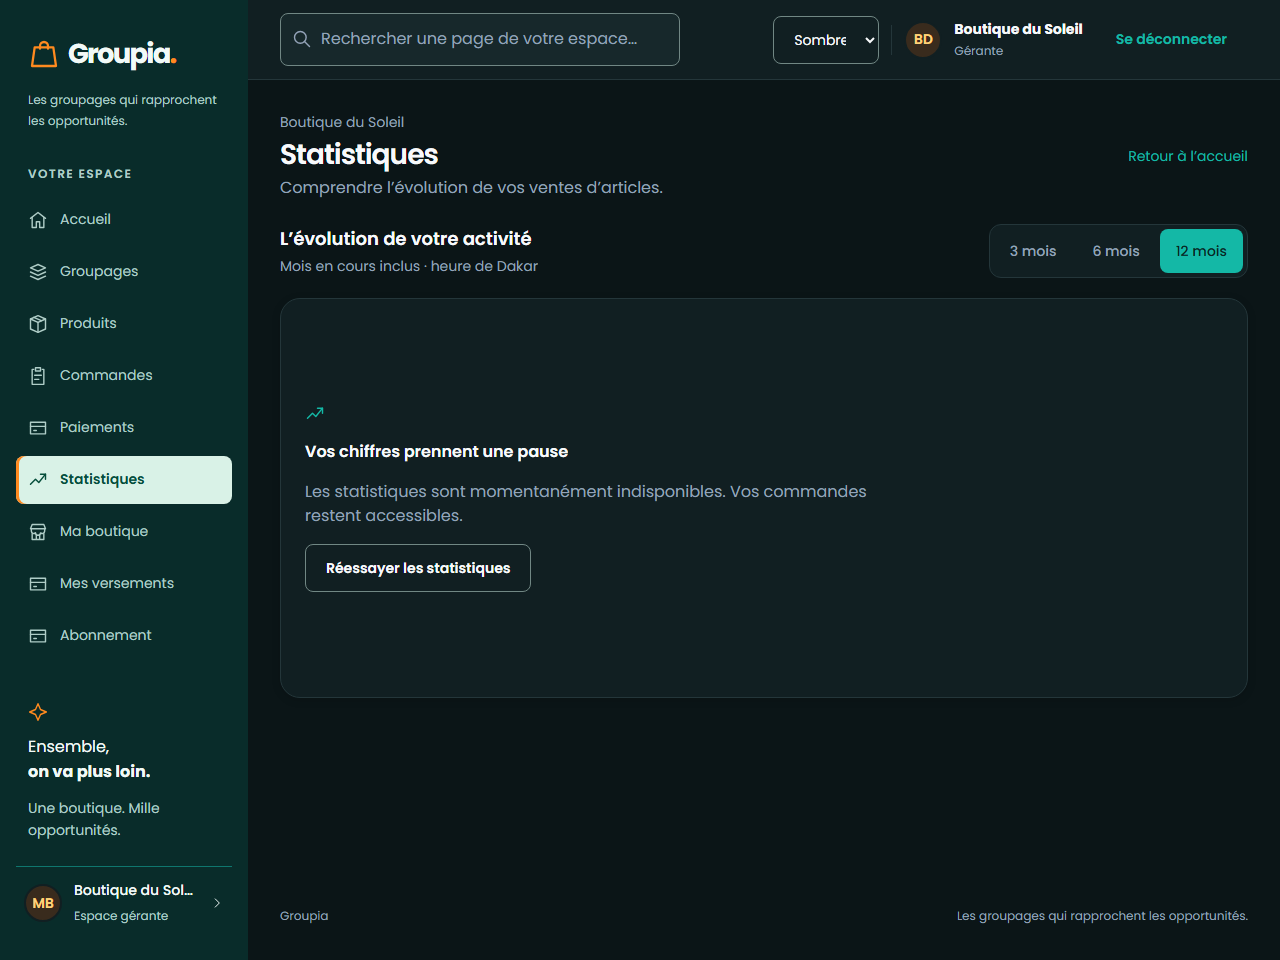 Groupia.
Les groupages qui rapprochent
les opportunités.
VOTRE ESPACE
Accueil
Groupages
Produits
Commandes
Paiements
Statistiques
Ma boutique
Mes versements
Abonnement
Ensemble,
on va plus loin.
Une boutique. Mille
opportunités.
MB
Boutique du Sol...
Espace gérante
Rechercher une page de votre espace...
Sombre
BD
Boutique du Soleil
Gérante
Se déconnecter
Boutique du Soleil
Statistiques
Retour à l’accueil
Comprendre l’évolution de vos ventes d’articles.
L’évolution de votre activité
Mois en cours inclus · heure de Dakar
3 mois
6 mois
12 mois
Vos chiffres prennent une pause
Les statistiques sont momentanément indisponibles. Vos commandes
restent accessibles.
Réessayer les statistiques
Groupia
Les groupages qui rapprochent les opportunités.